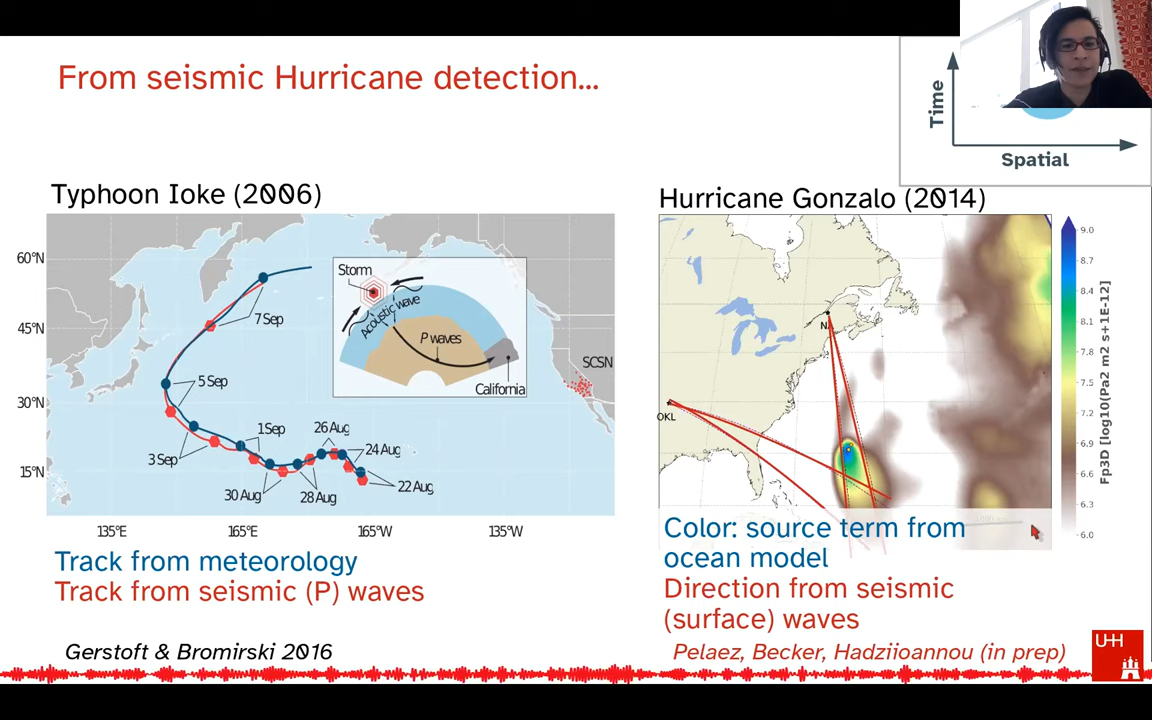 From seismic Hurricane detection…
Time
Spatial
Typhoon Ioke (2006)
60°N
45°N
30°N
15°N
135°E
165°E
165°W
135°W
7 Sep
5 Sep
3 Sep
1 Sep
30 Aug
28 Aug
26 Aug
24 Aug
22 Aug
Storm
Acoustic wave
P waves
California
SCSN
Track from meteorology
Track from seismic (P) waves
Gerstoft & Bromirski 2016
Hurricane Gonzalo (2014)
OKL
9.0
8.7
8.4
8.1
7.8
7.5
7.2
6.9
6.6
6.3
6.0
Fp3D [log10(Pa2 m2 s+1E-12]
Color: source term from
ocean model
Direction from seismic
(surface) waves
Pelaez, Becker, Hadziioannou (in prep)
UHH